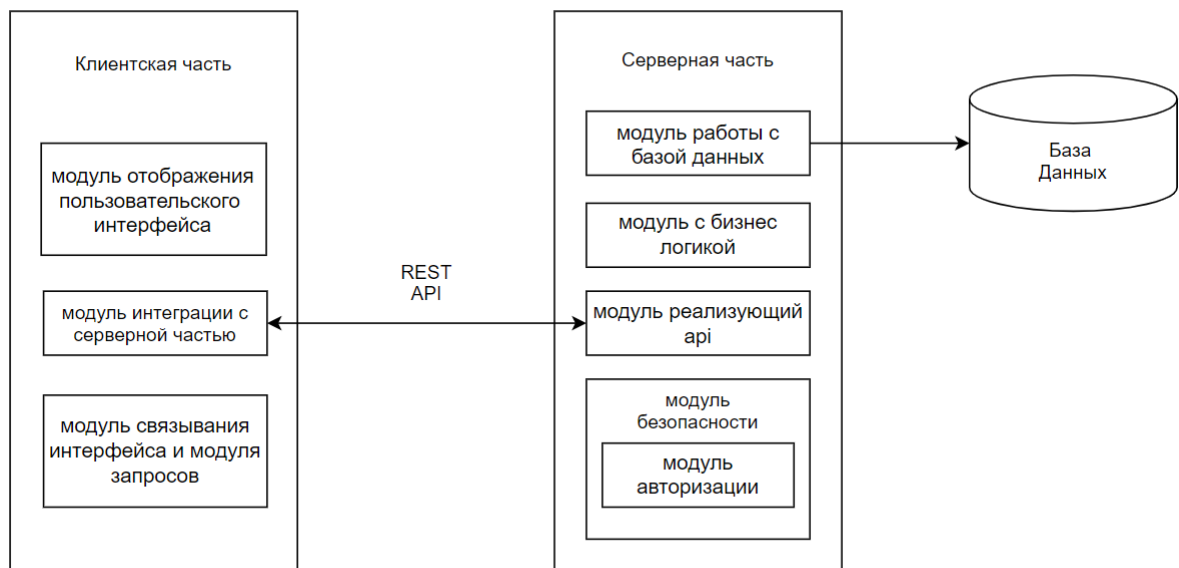 Клиентская часть
модуль отображения
пользовательского
интерфейса
модуль интеграции с
серверной частью
модуль связывания
интерфейса и модуля
запросов
REST
API
Серверная часть
модуль работы с
базой данных
модуль с бизнес
логикой
модуль реализующий
api
модуль
безопасности
модуль
авторизации
База
Данных